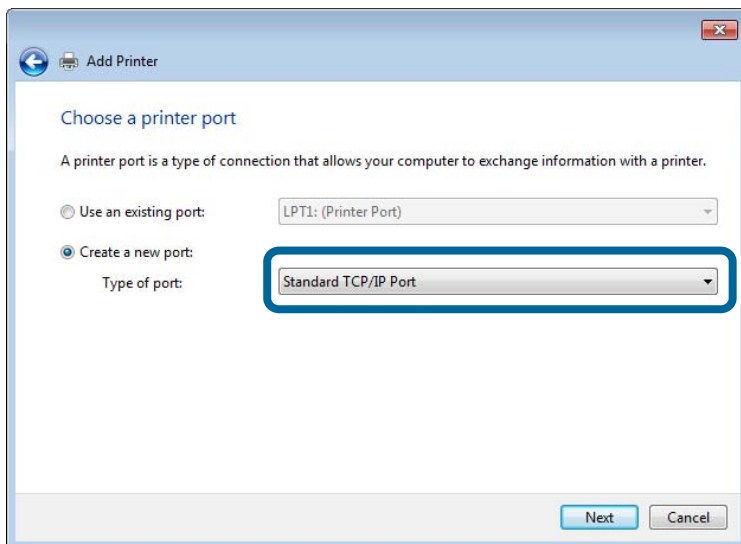 Add Printer
Choose a printer port
A printer port is a type of connection that allows your computer to exchange information with a printer.
Use an existing port: LPT1: (Printer Port)
Create a new port:
Type of port: Standard TCP/IP Port
Next Cancel